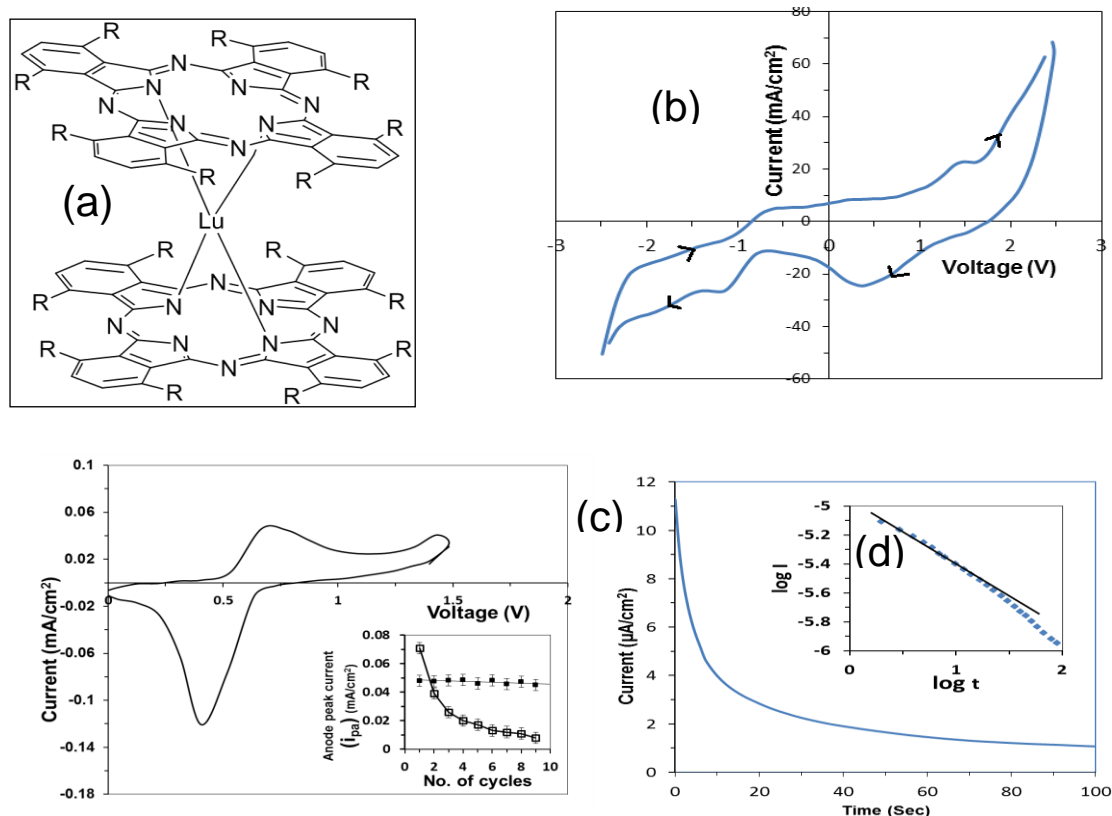 R
R
N
R
N
N
R
N
N
R
N
N
N
R
R
R
(a)
Lu
R
R
N
R
R
N
N
N
N
R
N
N
R
N
R
R
(b)
Current (mA/cm²)
80
60
40
20
0
-20
-40
-60
-3
-2
-1
0
1
2
3
Voltage (V)
Current (mA/cm²)
0.1
0.06
0.02
-0.02
-0.06
-0.1
-0.14
-0.18
0
0.5
1
1.5
2
Voltage (V)
Anode peak current
(iₚₐ) (mA/cm²)
0.08
0.06
0.04
0.02
0
0
2
4
6
8
10
No. of cycles
(c)
Current (µA/cm²)
12
10
8
6
4
2
0
0
20
40
60
80
100
Time (Sec)
(d)
log I
-5
-5.2
-5.4
-5.6
-5.8
-6
0
1
2
log t